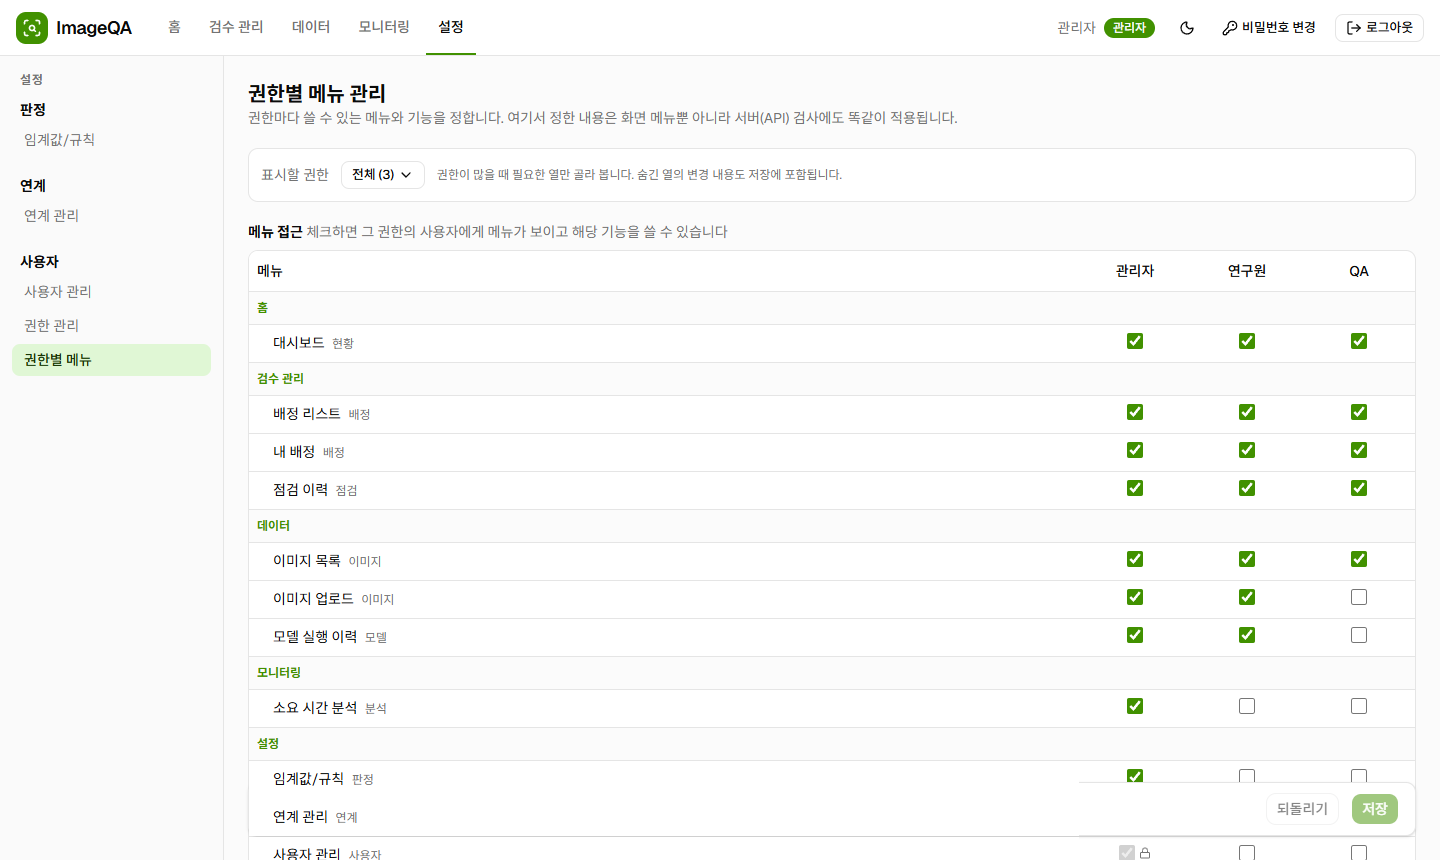 ImageQA
홈
검수 관리
데이터
모니터링
설정
관리자
관리자
비밀번호 변경
로그아웃
설정
판정
임계값/규칙
연계
연계 관리
사용자
사용자 관리
권한 관리
권한별 메뉴
권한별 메뉴 관리
권한마다 쓸 수 있는 메뉴와 기능을 정합니다. 여기서 정한 내용은 화면 메뉴뿐 아니라 서버(API) 검사에도 똑같이 적용됩니다.
표시할 권한
전체 (3)
권한이 많을 때 필요한 열만 골라 봅니다. 숨긴 열의 변경 내용도 저장에 포함됩니다.
메뉴 접근 체크하면 그 권한의 사용자에게 메뉴가 보이고 해당 기능을 쓸 수 있습니다
메뉴 관리자 연구원 QA
홈
대시보드 현황
검수 관리
배정 리스트 배정
내 배정 배정
점검 이력 점검
데이터
이미지 목록 이미지
이미지 업로드 이미지
모델 실행 이력 모델
모니터링
소요 시간 분석 분석
설정
임계값/규칙 판정
연계 관리 연계
되돌리기
저장
사용자 관리 사용자